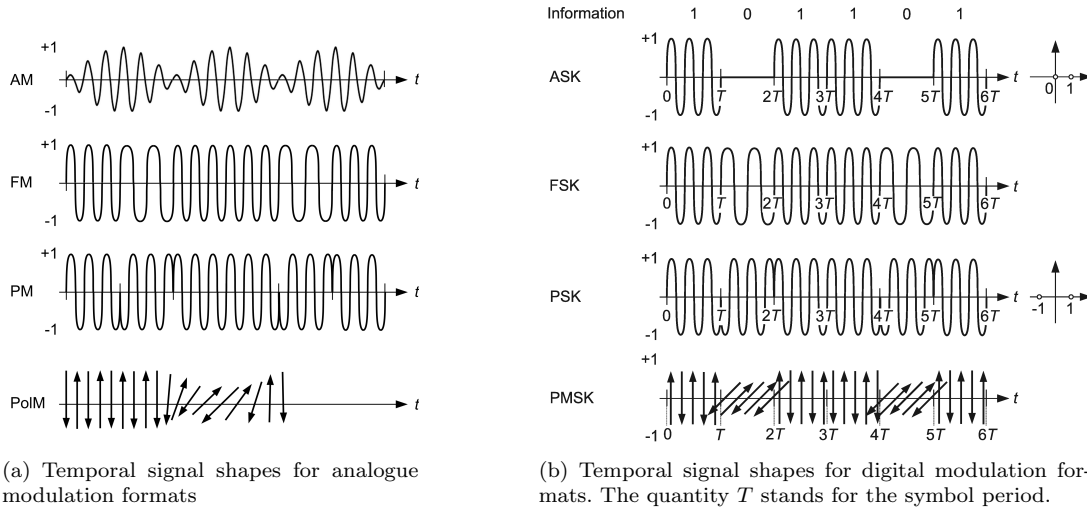 +1
AM
t
-1
+1
FM
t
-1
+1
PM
t
-1
PolM
t
(a) Temporal signal shapes for analogue
modulation formats
Information 1 0 1 1 0 1
+1
ASK
t
0 T 2T 3T 4T 5T 6T
-1
0 1
+1
FSK
t
0 T 2T 3T 4T 5T 6T
-1
+1
PSK
t
0 T 2T 3T 4T 5T 6T
-1
-1 1
+1
PMSK
t
-1 0 T 2T 3T 4T 5T 6T
(b) Temporal signal shapes for digital modulation for-
mats. The quantity T stands for the symbol period.